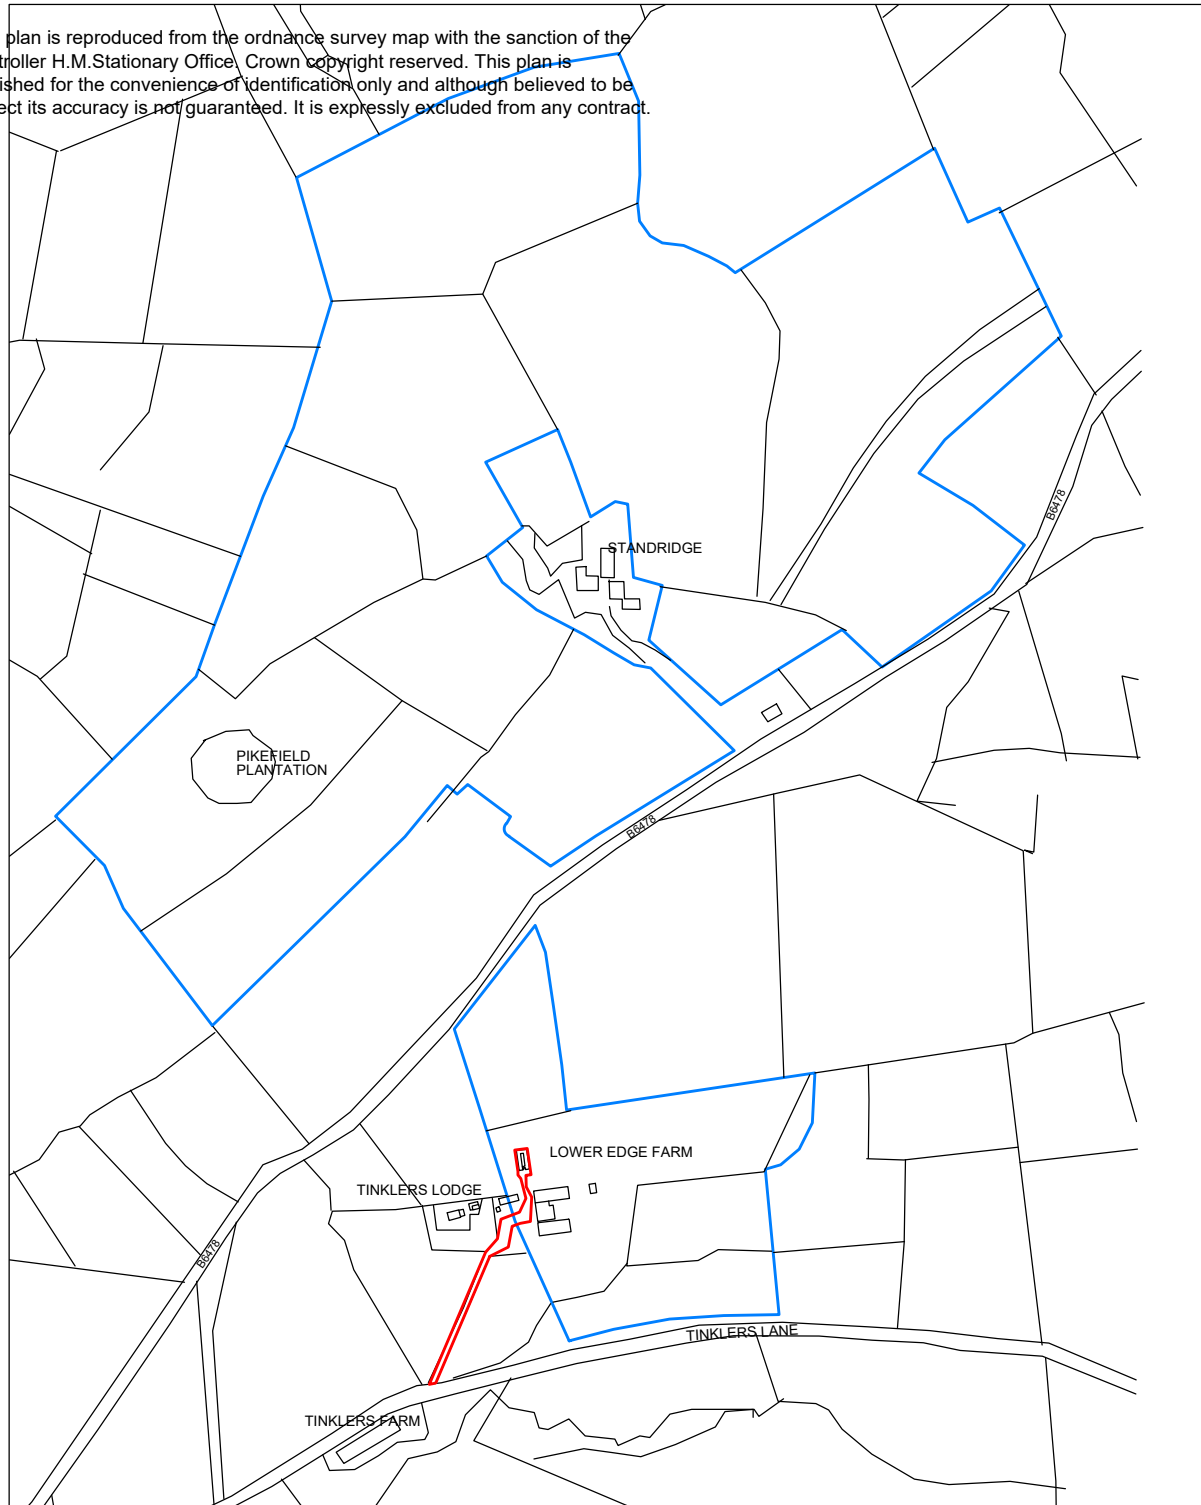 plan is reproduced from the ordnance survey map with the sanction of the
troller H.M.Stationary Office. Crown copyright reserved. This plan is
ished for the convenience of identification only and although believed to be
ect its accuracy is not guaranteed. It is expressly excluded from any contract.
B6478
STANDRIDGE
PIKEFIELD
PLANTATION
B6478
LOWER EDGE FARM
TINKLERS LODGE
B6478
TINKLERS LANE
TINKLERS FARM